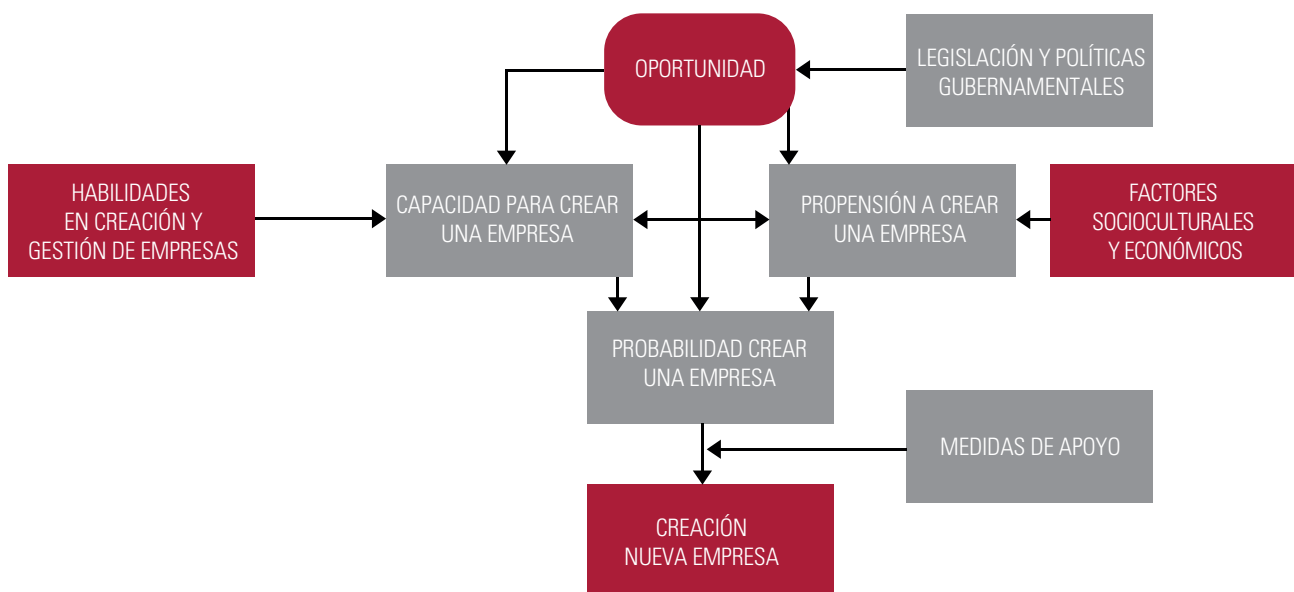 OPORTUNIDAD
LEGISLACIÓN Y POLÍTICAS
GUBERNAMENTALES
HABILIDADES
EN CREACIÓN Y
GESTIÓN DE EMPRESAS
CAPACIDAD PARA CREAR
UNA EMPRESA
PROPENSIÓN A CREAR
UNA EMPRESA
FACTORES
SOCIOCULTURALES
Y ECONÓMICOS
PROBABILIDAD CREAR
UNA EMPRESA
MEDIDAS DE APOYO
CREACIÓN
NUEVA EMPRESA